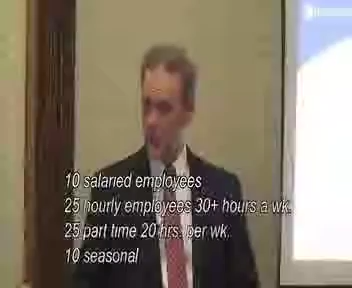 10 salaried employees
25 hourly employees 30+ hours a wk.
25 part time 20 hrs. per wk.
10 seasonal